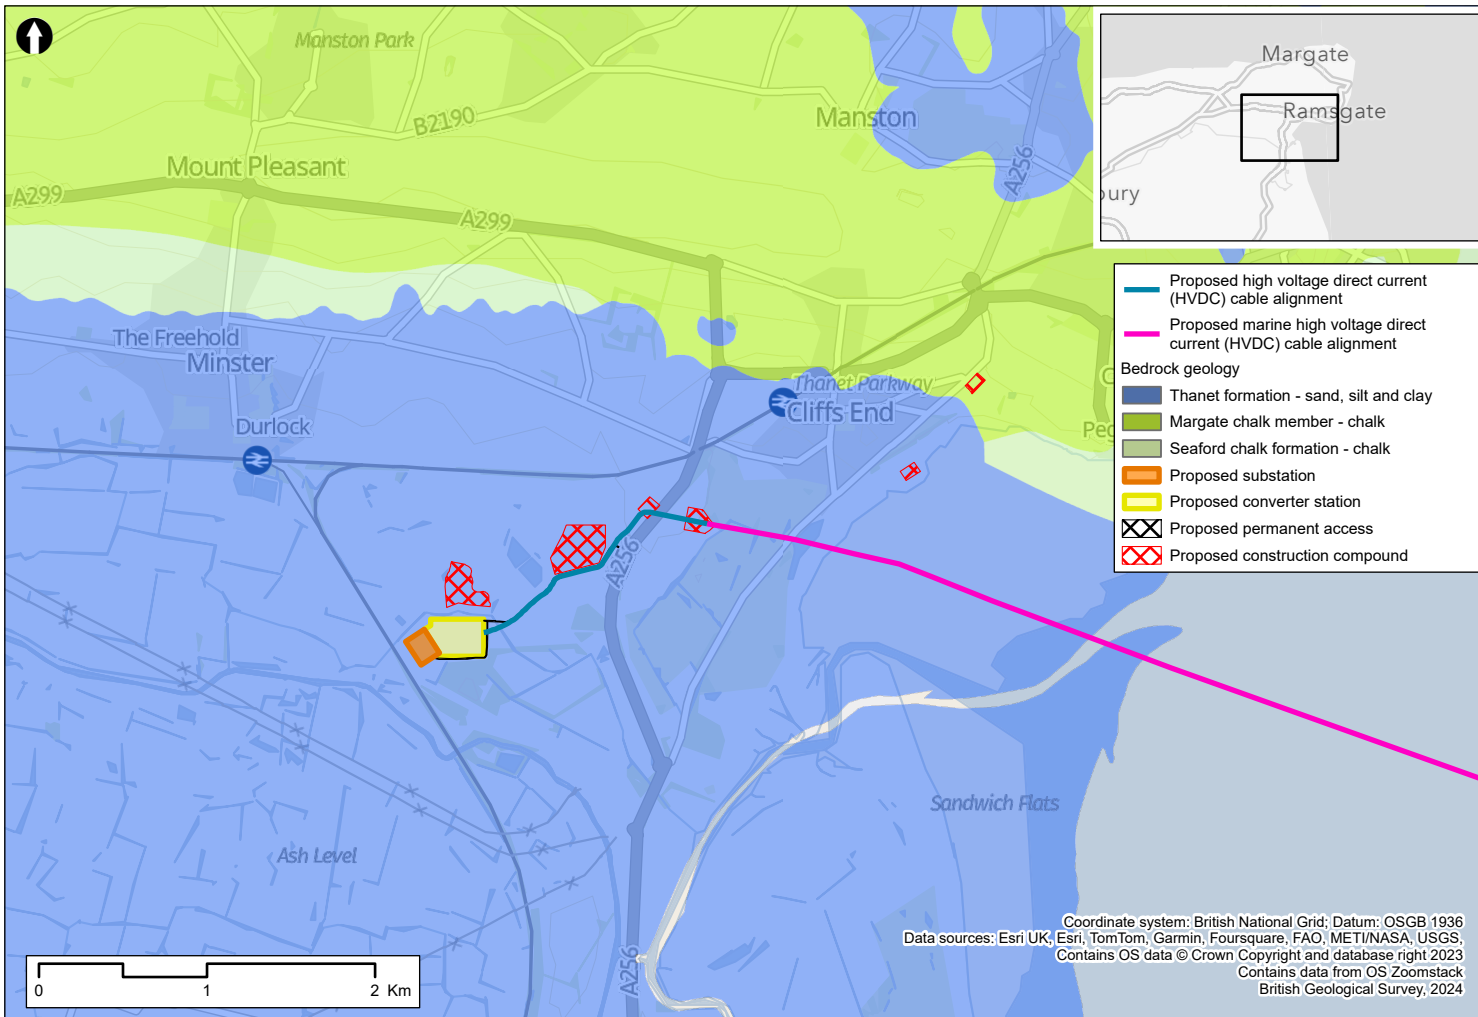 Manston Park
Margate
Ramsgate
bury
B2190
Manston
A256
Mount Pleasant
A299
A299
Proposed high voltage direct current
(HVDC) cable alignment
Proposed marine high voltage direct
current (HVDC) cable alignment
Bedrock geology
Thanet formation - sand, silt and clay
Margate chalk member - chalk
Seaford chalk formation - chalk
Proposed substation
Proposed converter station
Proposed permanent access
Proposed construction compound
The Freehold
Minster
Thanet Parkway
Cliffs End
C
Peg
Durlock
A256
Sandwich Flats
Ash Level
A256
Coordinate system: British National Grid; Datum: OSGB 1936
Data sources: Esri UK, Esri, TomTom, Garmin, Foursquare, FAO, METI/NASA, USGS,
Contains OS data © Crown Copyright and database right 2023
Contains data from OS Zoomstack
British Geological Survey, 2024
0 1 2 Km